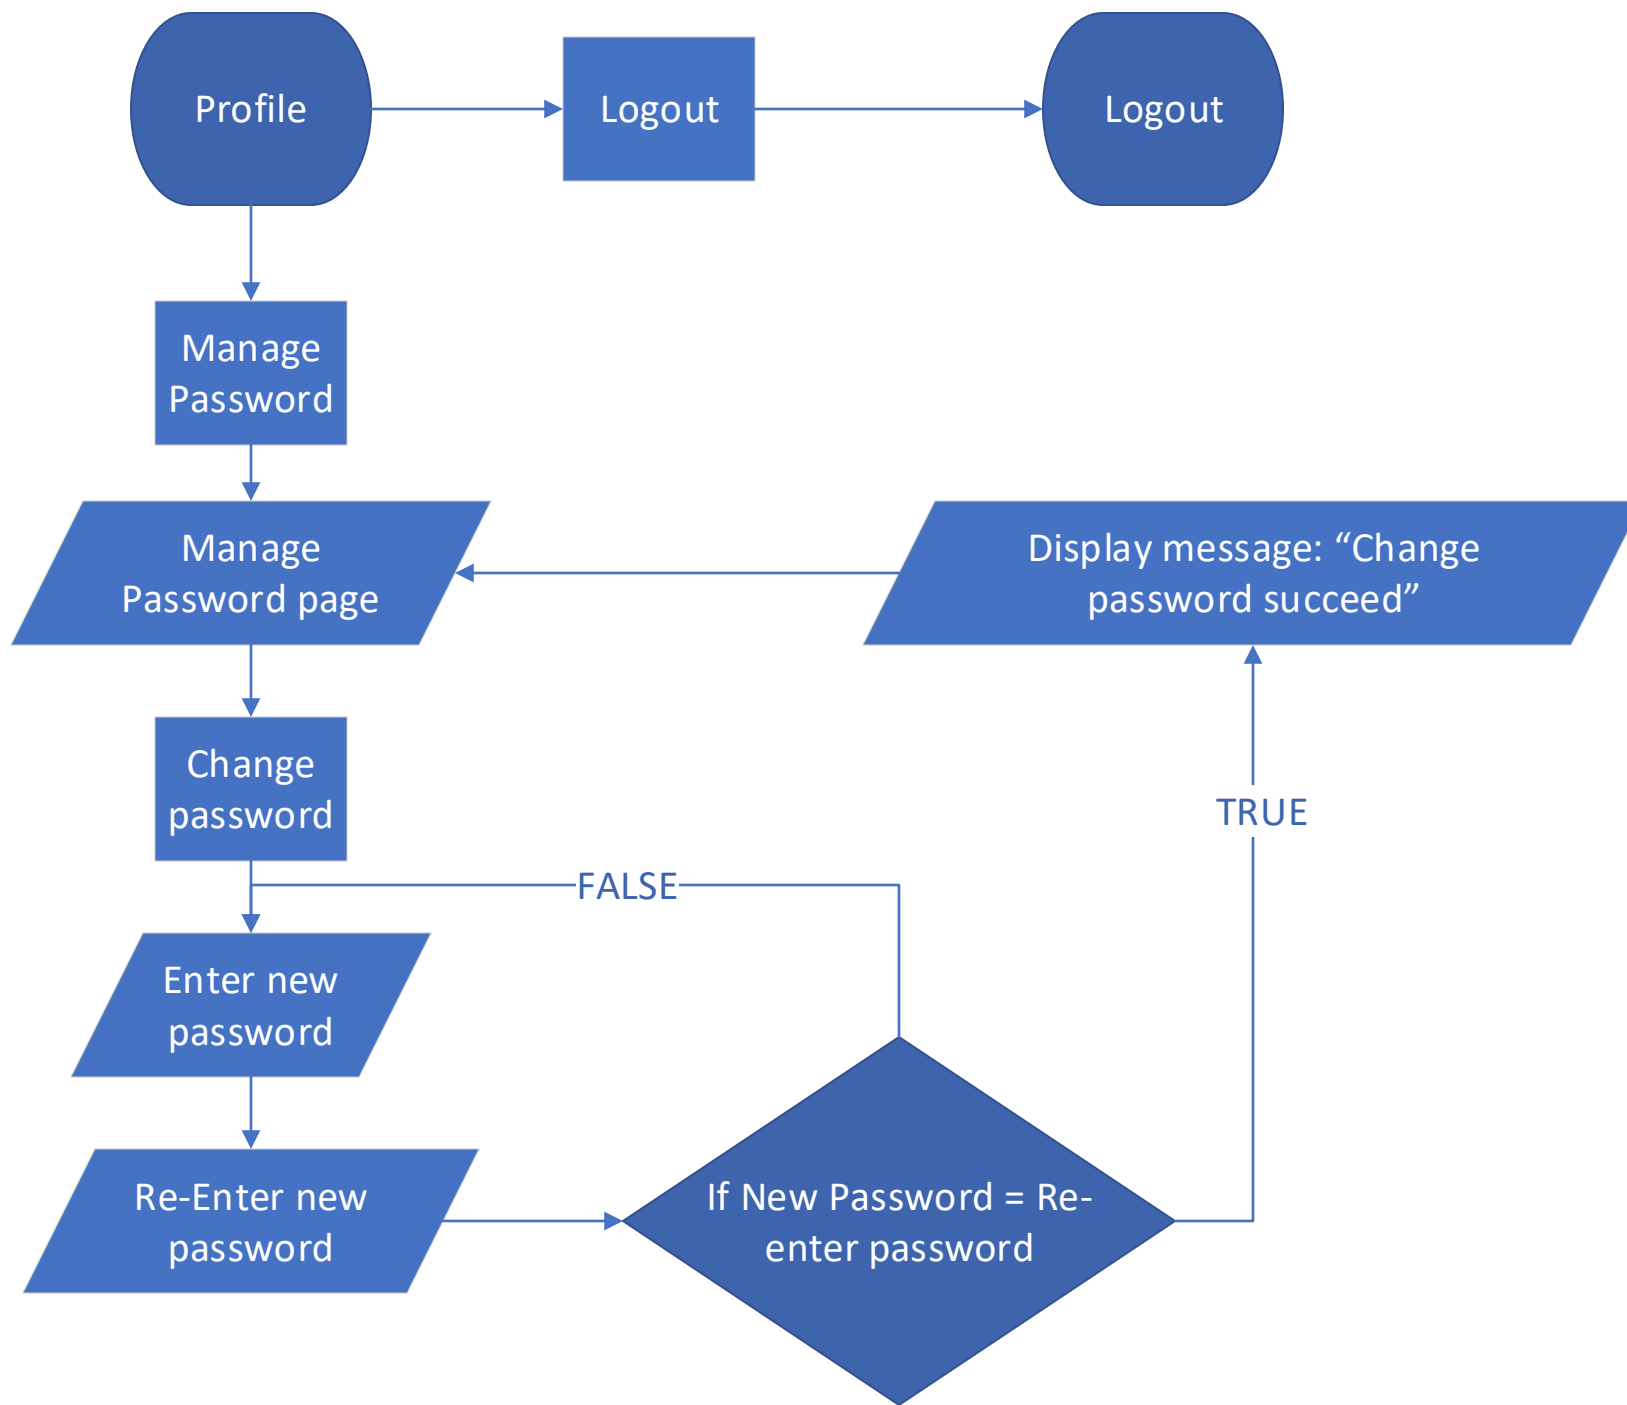 Profile
Logout
Logout
Manage
Password
Manage
Password page
Display message: “Change
password succeed”
Change
password
TRUE
FALSE
Enter new
password
Re-Enter new
password
If New Password = Re-
enter password